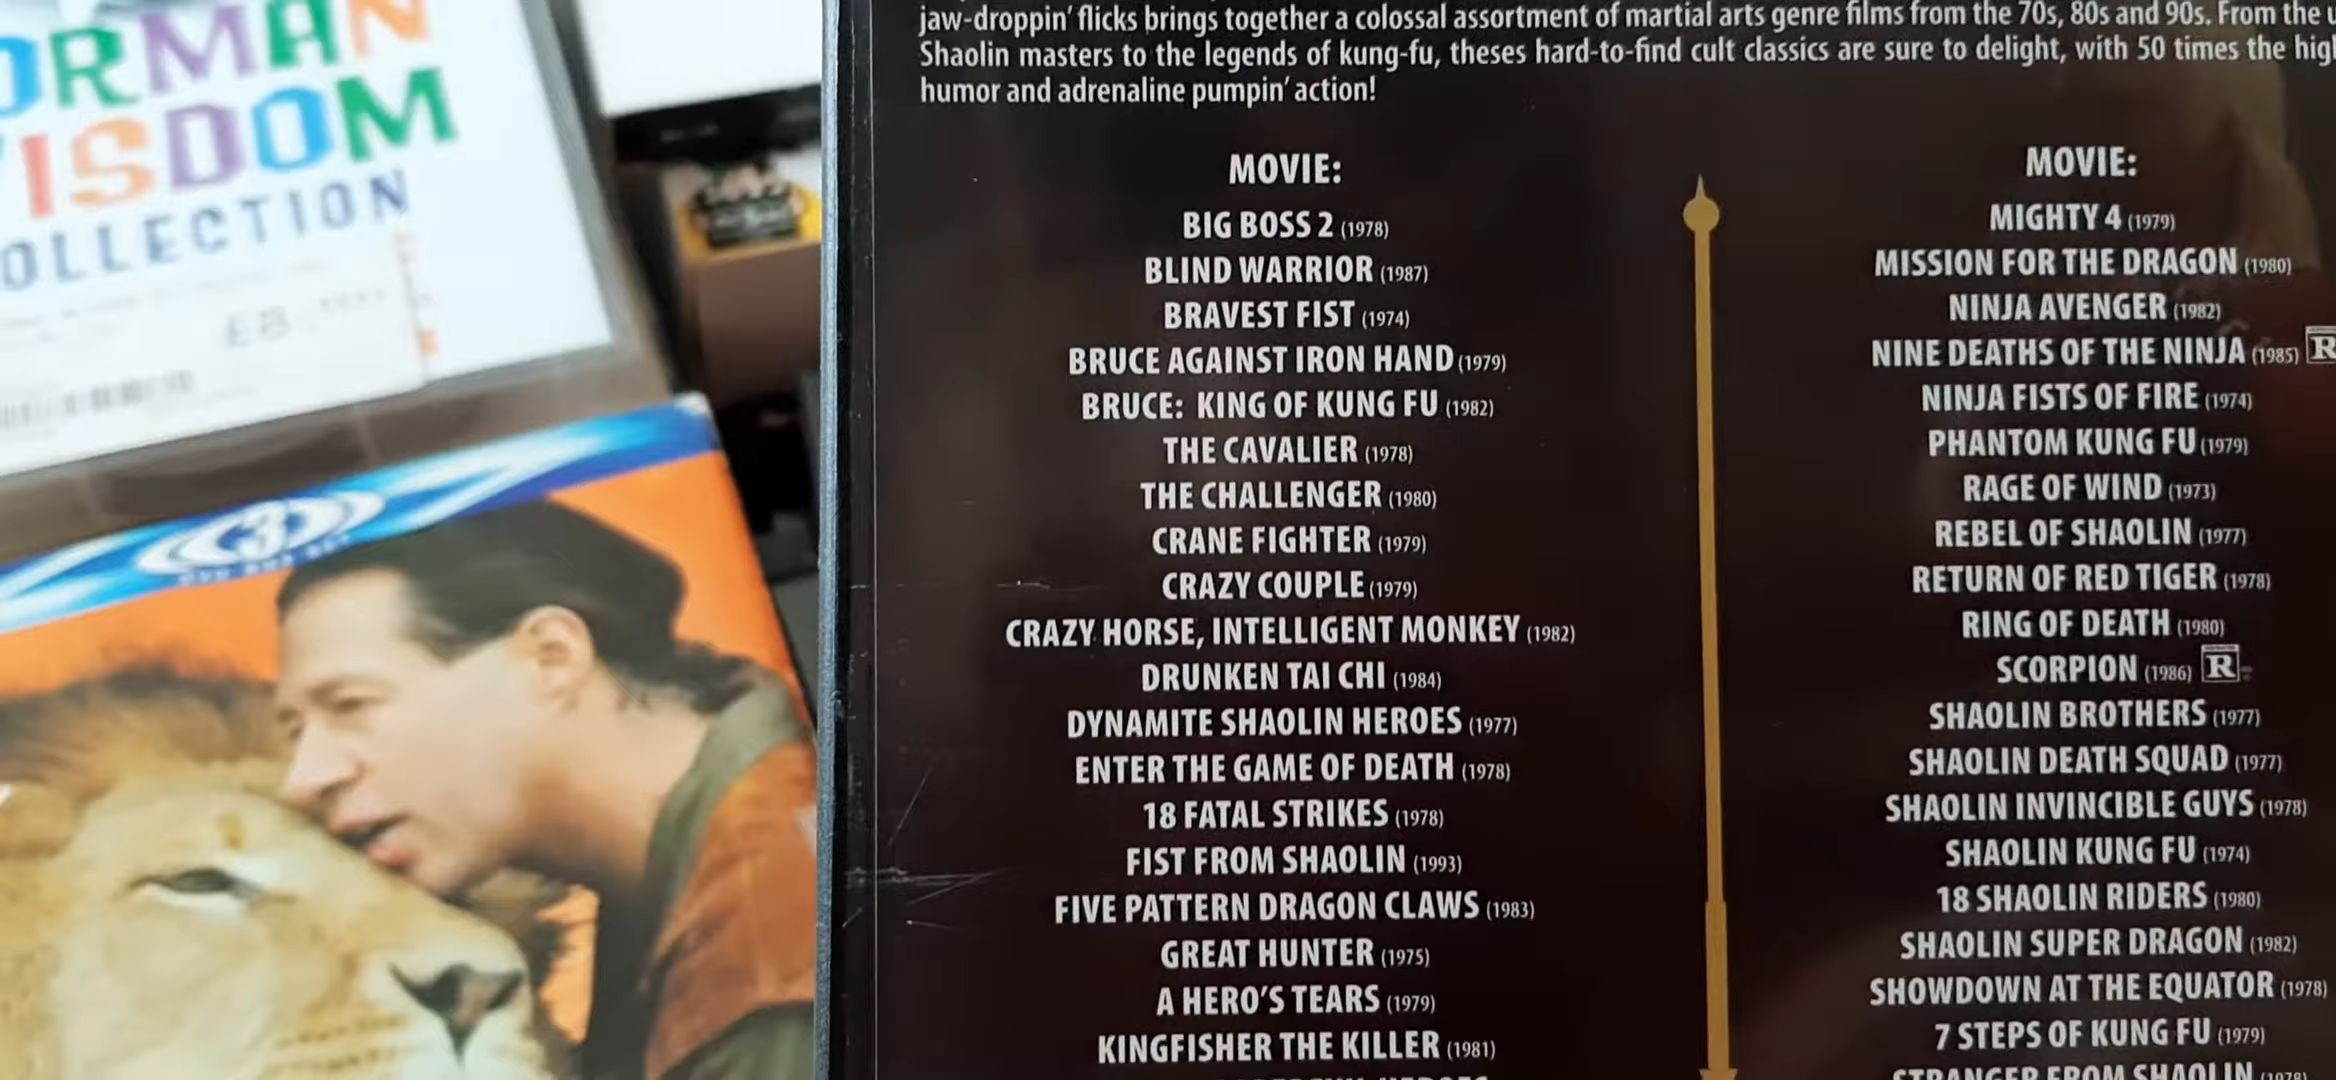 ORMAN
ISDOM
OLLECTION
£8
3
jaw-droppin' flicks brings together a colossal assortment of martial arts genre films from the 70s, 80s and 90s. From the
Shaolin masters to the legends of kung-fu, theses hard-to-find cult classics are sure to delight, with 50 times the
humor and adrenaline pumpin' action!
MOVIE:
BIG BOSS 2 (1978)
BLIND WARRIOR (1987)
BRAVEST FIST (1974)
BRUCE AGAINST IRON HAND (1979)
BRUCE: KING OF KUNG FU (1982)
THE CAVALIER (1978)
THE CHALLENGER (1980)
CRANE FIGHTER (1979)
CRAZY COUPLE (1979)
CRAZY HORSE, INTELLIGENT MONKEY (1982)
DRUNKEN TAI CHI (1984)
DYNAMITE SHAOLIN HEROES (1977)
ENTER THE GAME OF DEATH (1978)
18 FATAL STRIKES (1978)
FIST FROM SHAOLIN (1993)
FIVE PATTERN DRAGON CLAWS (1983)
GREAT HUNTER (1975)
A HERO'S TEARS (1979)
KINGFISHER THE KILLER (1981)
MOVIE:
MIGHTY 4 (1979)
MISSION FOR THE DRAGON (1980)
NINJA AVENGER (1982)
NINE DEATHS OF THE NINJA (1985) R
NINJA FISTS OF FIRE (1974)
PHANTOM KUNG FU (1979)
RAGE OF WIND (1973)
REBEL OF SHAOLIN (1977)
RETURN OF RED TIGER (1978)
RING OF DEATH (1980)
SCORPION (1986) R
SHAOLIN BROTHERS (1977)
SHAOLIN DEATH SQUAD (1977)
SHAOLIN INVINCIBLE GUYS (1978)
SHAOLIN KUNG FU (1974)
18 SHAOLIN RIDERS (1980)
SHAOLIN SUPER DRAGON (1982)
SHOWDOWN AT THE EQUATOR (1978)
7 STEPS OF KUNG FU (1979)
STRANGER FROM SHAOLIN (1978)